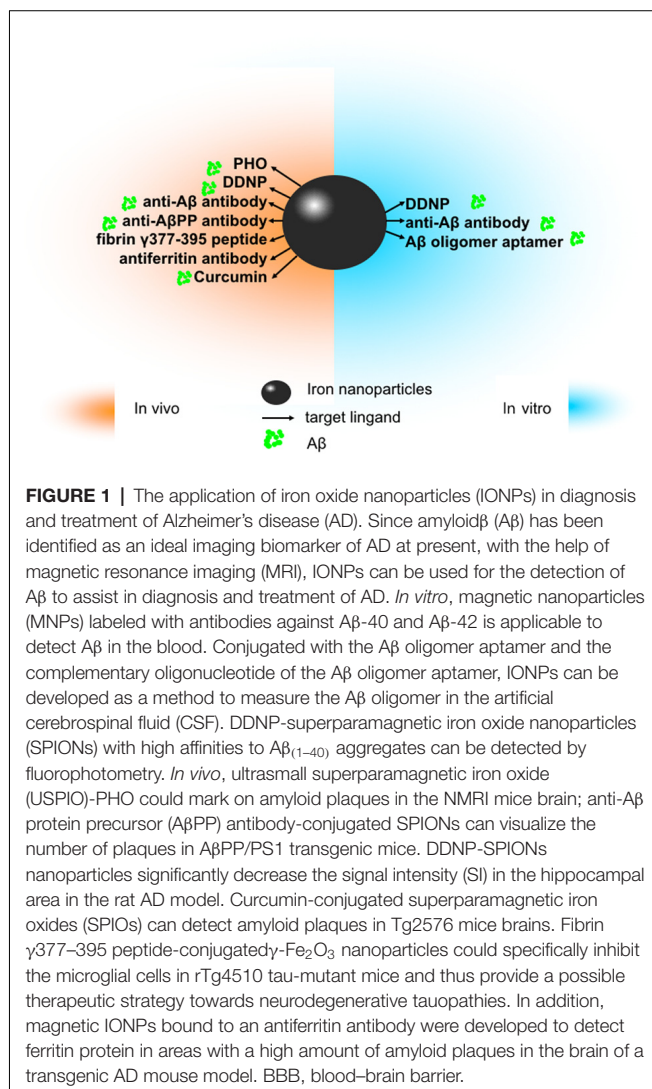 PHO
DDNP
anti-Aβ antibody
anti-AβPP antibody
fibrin γ377-395 peptide
antiferritin antibody
Curcumin
DDNP
anti-Aβ antibody
Aβ oligomer aptamer
In vivo
Iron nanoparticles
target lingand
Aβ
In vitro
FIGURE 1 | The application of iron oxide nanoparticles (IONPs) in diagnosis
and treatment of Alzheimer's disease (AD). Since amyloidβ (Aβ) has been
identified as an ideal imaging biomarker of AD at present, with the help of
magnetic resonance imaging (MRI), IONPs can be used for the detection of
Aβ to assist in diagnosis and treatment of AD. In vitro, magnetic nanoparticles
(MNPs) labeled with antibodies against Aβ-40 and Aβ-42 is applicable to
detect Aβ in the blood. Conjugated with the Aβ oligomer aptamer and the
complementary oligonucleotide of the Aβ oligomer aptamer, IONPs can be
developed as a method to measure the Aβ oligomer in the artificial
cerebrospinal fluid (CSF). DDNP-superparamagnetic iron oxide nanoparticles
(SPIONs) with high affinities to Aβ(1–40) aggregates can be detected by
fluorophotometry. In vivo, ultrasmall superparamagnetic iron oxide
(USPIO)-PHO could mark on amyloid plaques in the NMRI mice brain; anti-Aβ
protein precursor (AβPP) antibody-conjugated SPIONs can visualize the
number of plaques in AβPP/PS1 transgenic mice. DDNP-SPIONs
nanoparticles significantly decrease the signal intensity (SI) in the hippocampal
area in the rat AD model. Curcumin-conjugated superparamagnetic iron
oxides (SPIOs) can detect amyloid plaques in Tg2576 mice brains. Fibrin
γ377–395 peptide-conjugatedγ-Fe2O3 nanoparticles could specifically inhibit
the microglial cells in rTg4510 tau-mutant mice and thus provide a possible
therapeutic strategy towards neurodegenerative tauopathies. In addition,
magnetic IONPs bound to an antiferritin antibody were developed to detect
ferritin protein in areas with a high amount of amyloid plaques in the brain of a
transgenic AD mouse model. BBB, blood–brain barrier.